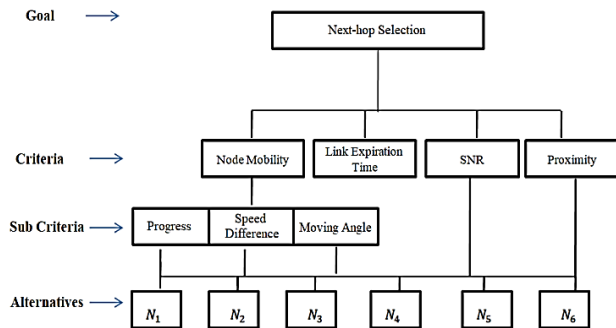 Goal
Next-hop Selection
Criteria
Node Mobility
Link Expiration
Time
SNR
Proximity
Sub Criteria
Progress
Speed
Difference
Moving Angle
Alternatives
N₁
N₂
N₃
N₄
N₅
N₆